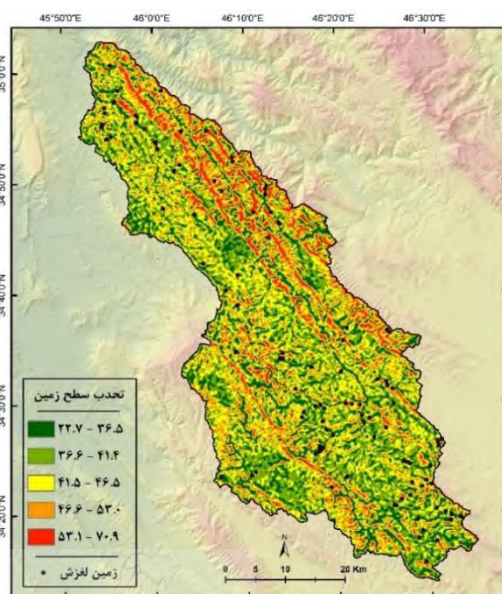 45°50'0"E 46°0'0"E 46°10'0"E 46°20'0"E 46°30'0"E
35°0'0"N
34°50'0"N
34°40'0"N
34°30'0"N
34°20'0"N
تحدب سطح زمین
۲۲.۷ - ۳۶.۵
۳۶.۶ - ۴۱.۴
۴۱.۵ - ۴۶.۵
۴۶.۶ - ۵۳.۰
۵۳.۱ - ۷۰.۹
زمین لغزش
N
0 5 10 20 Km